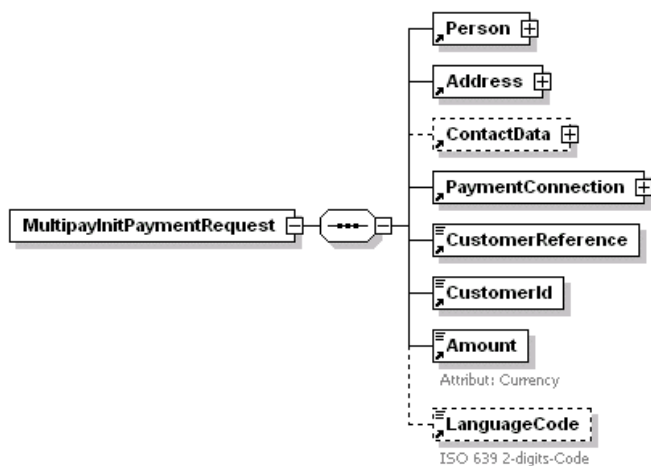 Person
Address
ContactData
PaymentConnection
MultipayInitPaymentRequest
CustomerReference
CustomerId
Amount
Attribut: Currency
LanguageCode
ISO 639 2-digits-Code